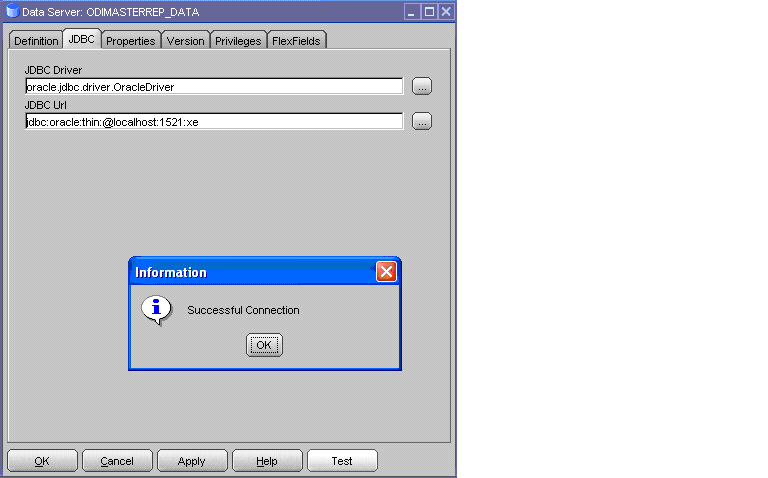 Data Server: ODIMASTERREP_DATA
Definition JDBC Properties Version Privileges FlexFields
JDBC Driver
oracle.jdbc.driver.OracleDriver
...
JDBC Url
jdbc:oracle:thin:@localhost:1521:xe
...
Information
Successful Connection
OK
OK Cancel Apply Help Test